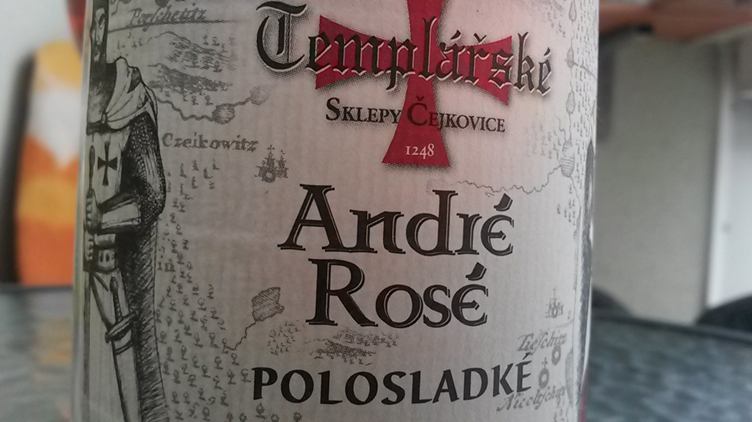 Templářské
Sklepy Čejkovice
1248
Czeikowitz
André
Rosé
POLOSLADKÉ